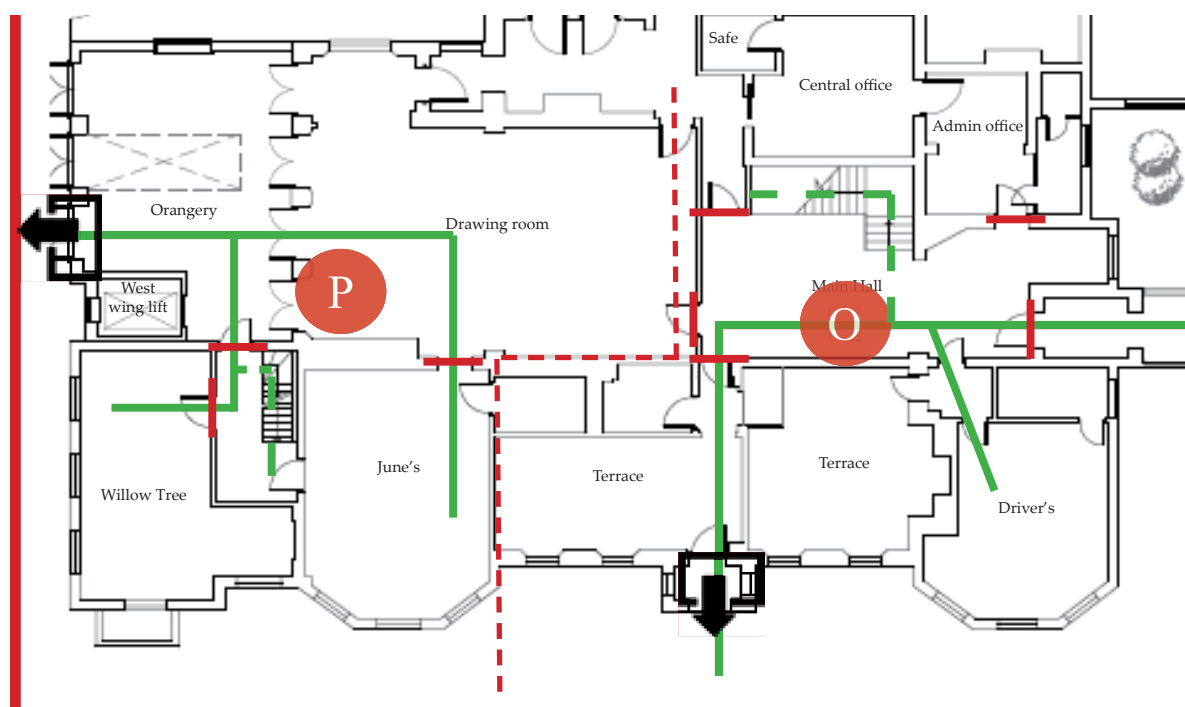 Safe
Central office
Admin office
Orangery
Drawing room
West
wing lift
P
Main Hall
O
Willow Tree
June's
Terrace
Terrace
Driver's